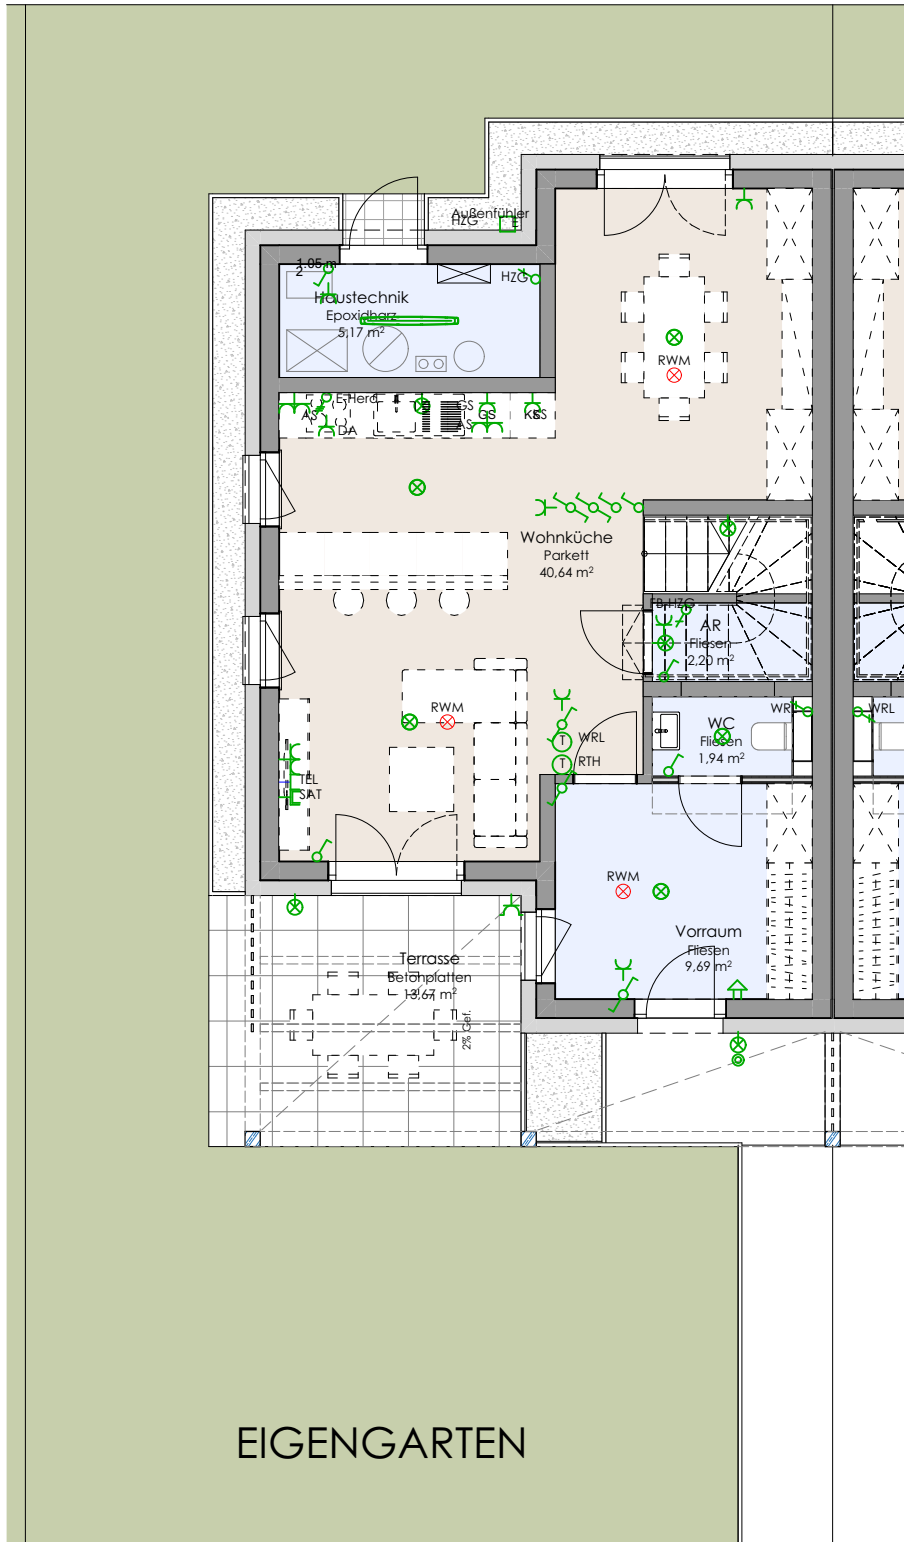 Außenfühler
HZG
E
1.05 m
2
HZG
Haustechnik
Epoxidharz
5,17 m²
RWM
E-Herd
AS
DA
GS
AS
GS
KS
KS
Wohnküche
Parkett
40,64 m²
FB-HZG
AR
Fliesen
2,20 m²
RWM
WRL
WRL
WC
Fliesen
1,94 m²
T
WRL
T
RTH
TEL
SAT
RWM
Vorraum
Fliesen
9,69 m²
Terrasse
Betonplatten
13,67 m²
2% Gef.
EIGENGARTEN